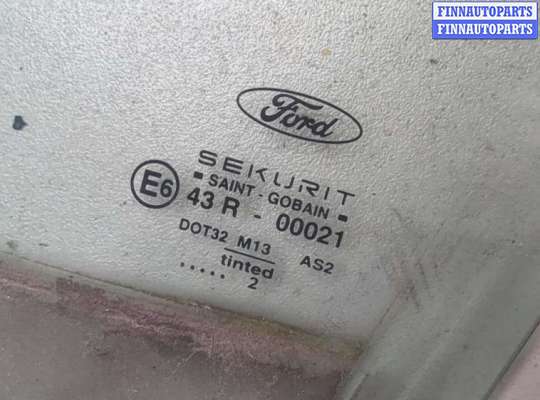 FINNAUTOPARTS
FINNAUTOPARTS
Ford
SEKURIT
SAINT - GOBAIN
E6 43 R - 00021
DOT32 M13 AS2
tinted
..... 2